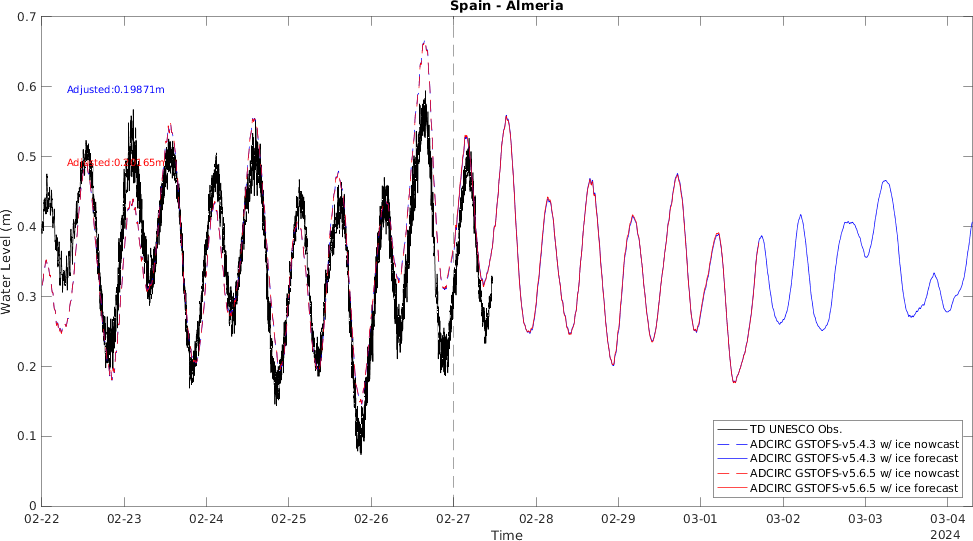 Spain - Almeria
0.7
0.6
0.5
0.4
0.3
0.2
0.1
0
Water Level (m)
Adjusted:0.19871m
02-22
02-23
02-24
02-25
02-26
02-27
02-28
02-29
03-01
03-02
03-03
03-04
2024
Time
TD UNESCO Obs.
ADCIRC GSTOFS-v5.4.3 w/ ice nowcast
ADCIRC GSTOFS-v5.4.3 w/ ice forecast
ADCIRC GSTOFS-v5.6.5 w/ ice nowcast
ADCIRC GSTOFS-v5.6.5 w/ ice forecast